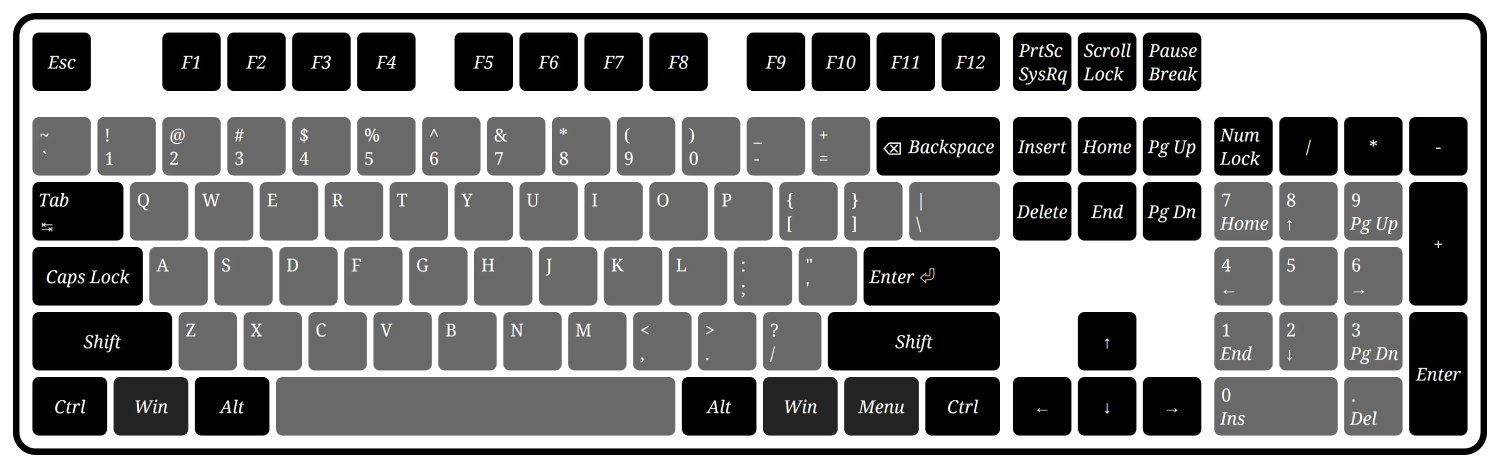 Esc F1 F2 F3 F4 F5 F6 F7 F8 F9 F10 F11 F12 PrtSc Scroll Pause
SysRq Lock Break
~ ! @ # $ % ^ & * ( ) _ + ⌫ Backspace Insert Home Pg Up Num / * -
` 1 2 3 4 5 6 7 8 9 0 - = Lock
Tab Q W E R T Y U I O P { } | Delete End Pg Dn 7 8 9 +
↹ [ ] \ Home ↑ Pg Up
Caps Lock A S D F G H J K L : " Enter ⏎ 4 5 6
; ' ← →
Shift Z X C V B N M < > ? Shift ↑ 1 2 3 Enter
, . / End ↓ Pg Dn
Ctrl Win Alt Alt Win Menu Ctrl ← ↓ → 0 .
Ins Del